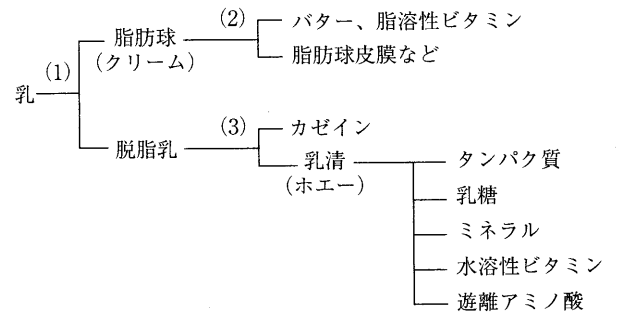 (2)
バター、脂溶性ビタミン
脂肪球
(クリーム)
脂肪球皮膜など
(1)
乳
(3)
カゼイン
脱脂乳
乳清
(ホエー)
タンパク質
乳糖
ミネラル
水溶性ビタミン
遊離アミノ酸